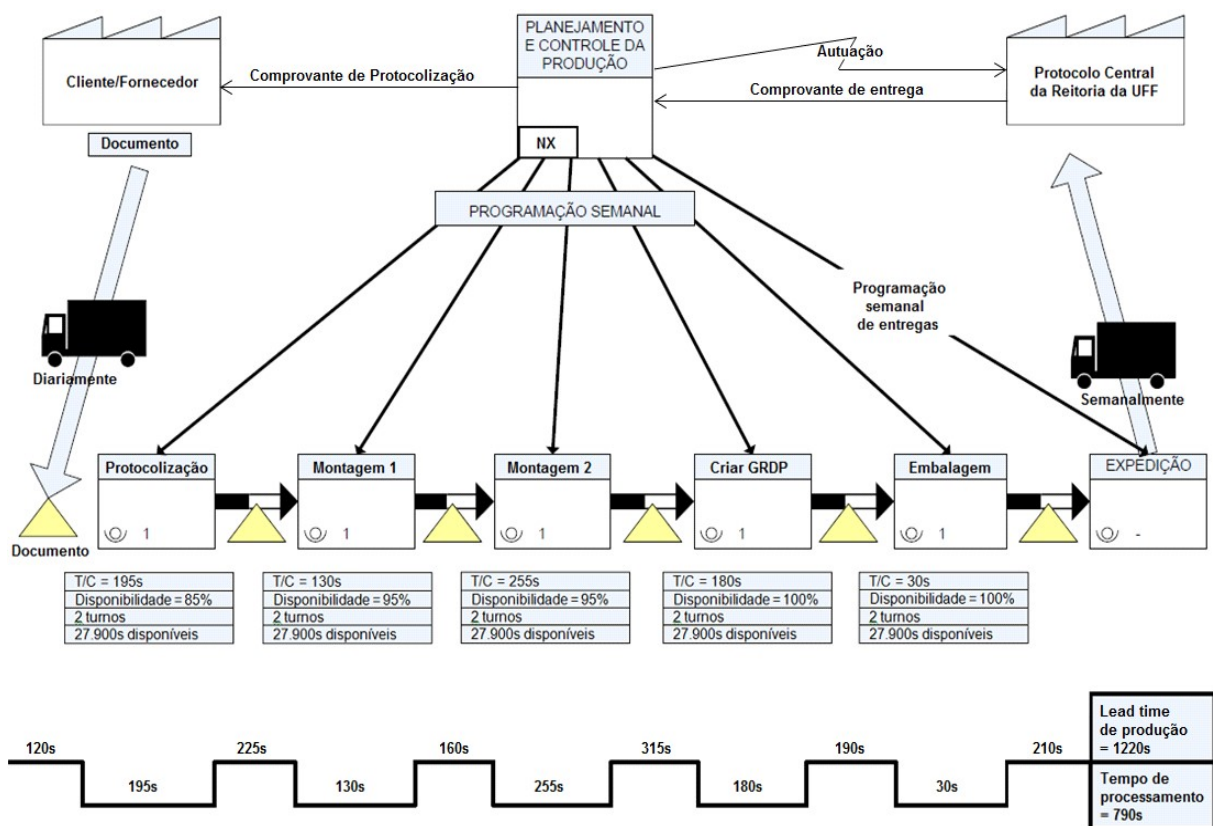 PLANEJAMENTO
E CONTROLE DA
PRODUÇÃO
NX
Cliente/Fornecedor
Comprovante de Protocolização
Autuação
Comprovante de entrega
Protocolo Central
da Reitoria da UFF
Documento
PROGRAMAÇÃO SEMANAL
Programação
semanal
de entregas
Diariamente
Semanalmente
Documento
Protocolização
1
Montagem 1
1
Montagem 2
1
Criar GRDP
1
Embalagem
1
EXPEDIÇÃO
-
T/C = 195s
Disponibilidade = 85%
2 turnos
27.900s disponíveis
T/C = 130s
Disponibilidade = 95%
2 turnos
27.900s disponíveis
T/C = 255s
Disponibilidade = 95%
2 turnos
27.900s disponíveis
T/C = 180s
Disponibilidade = 100%
2 turnos
27.900s disponíveis
T/C = 30s
Disponibilidade = 100%
2 turnos
27.900s disponíveis
120s
195s
225s
130s
160s
255s
315s
180s
190s
30s
210s
Lead time
de produção
= 1220s
Tempo de
processamento
= 790s